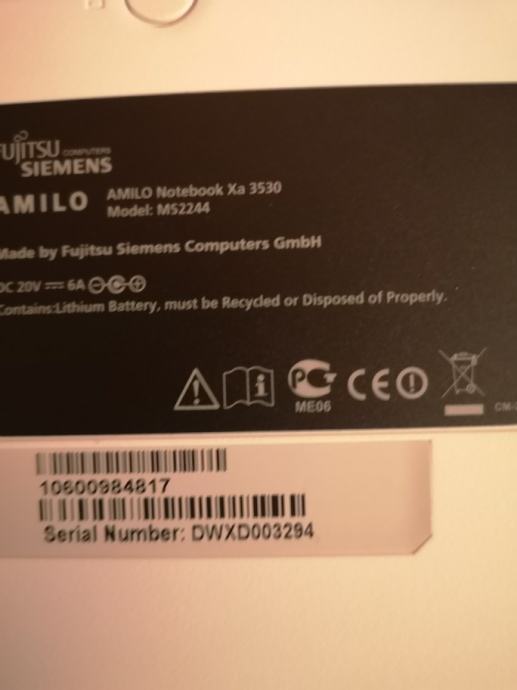 FUJITSU COMPUTERS
SIEMENS
AMILO
AMILO Notebook Xa 3530
Model: MS2244
Made by Fujitsu Siemens Computers GmbH
DC 20V ⎓ 6A
Contains:Lithium Battery, must be Recycled or Disposed of Properly.
ME06
10600984817
Serial Number: DWXD003294